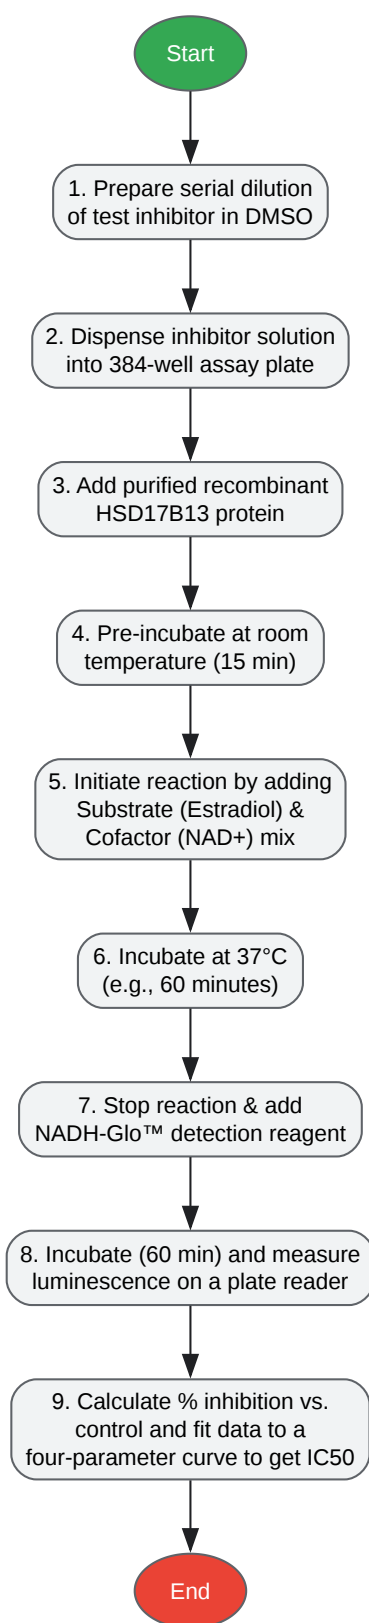 Start
1. Prepare serial dilution
of test inhibitor in DMSO
2. Dispense inhibitor solution
into 384-well assay plate
3. Add purified recombinant
HSD17B13 protein
4. Pre-incubate at room
temperature (15 min)
5. Initiate reaction by adding
Substrate (Estradiol) &
Cofactor (NAD+) mix
6. Incubate at 37°C
(e.g., 60 minutes)
7. Stop reaction & add
NADH-Glo™ detection reagent
8. Incubate (60 min) and measure
luminescence on a plate reader
9. Calculate % inhibition vs.
control and fit data to a
four-parameter curve to get IC50
End